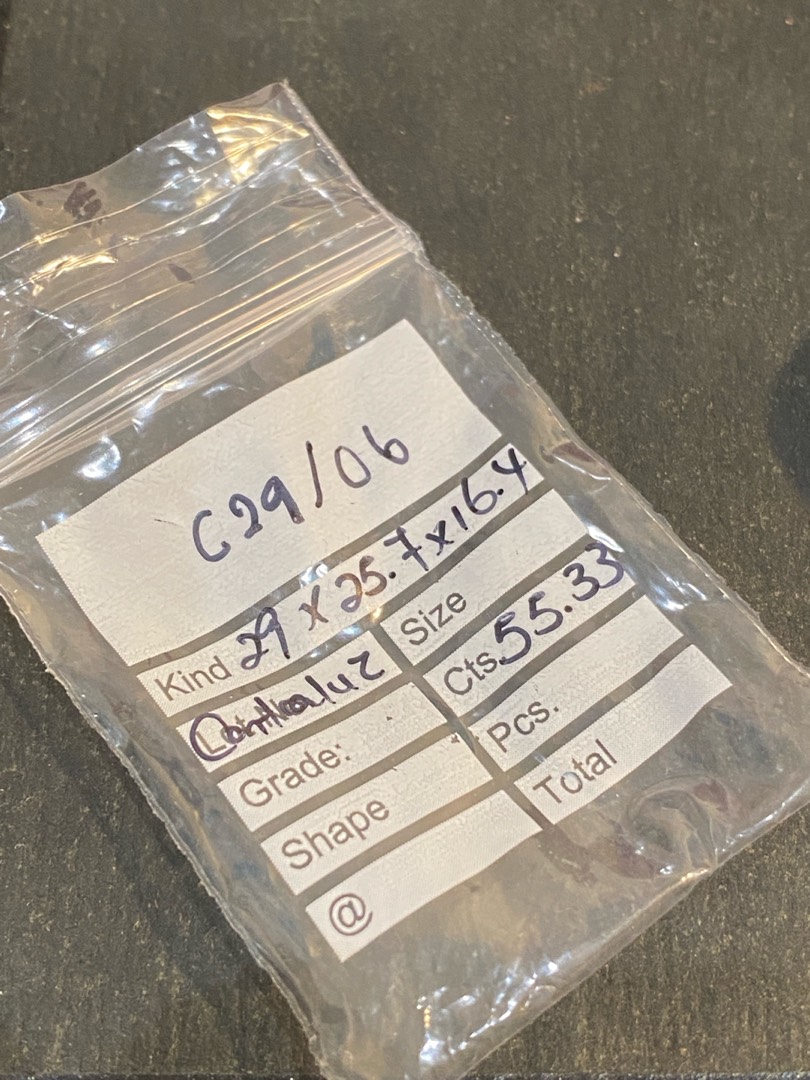 C29/06
Kind 29 x 25.7 x 16.4
Size
Cts. 55.33
Grade:
Pcs.
Shape
Total
@